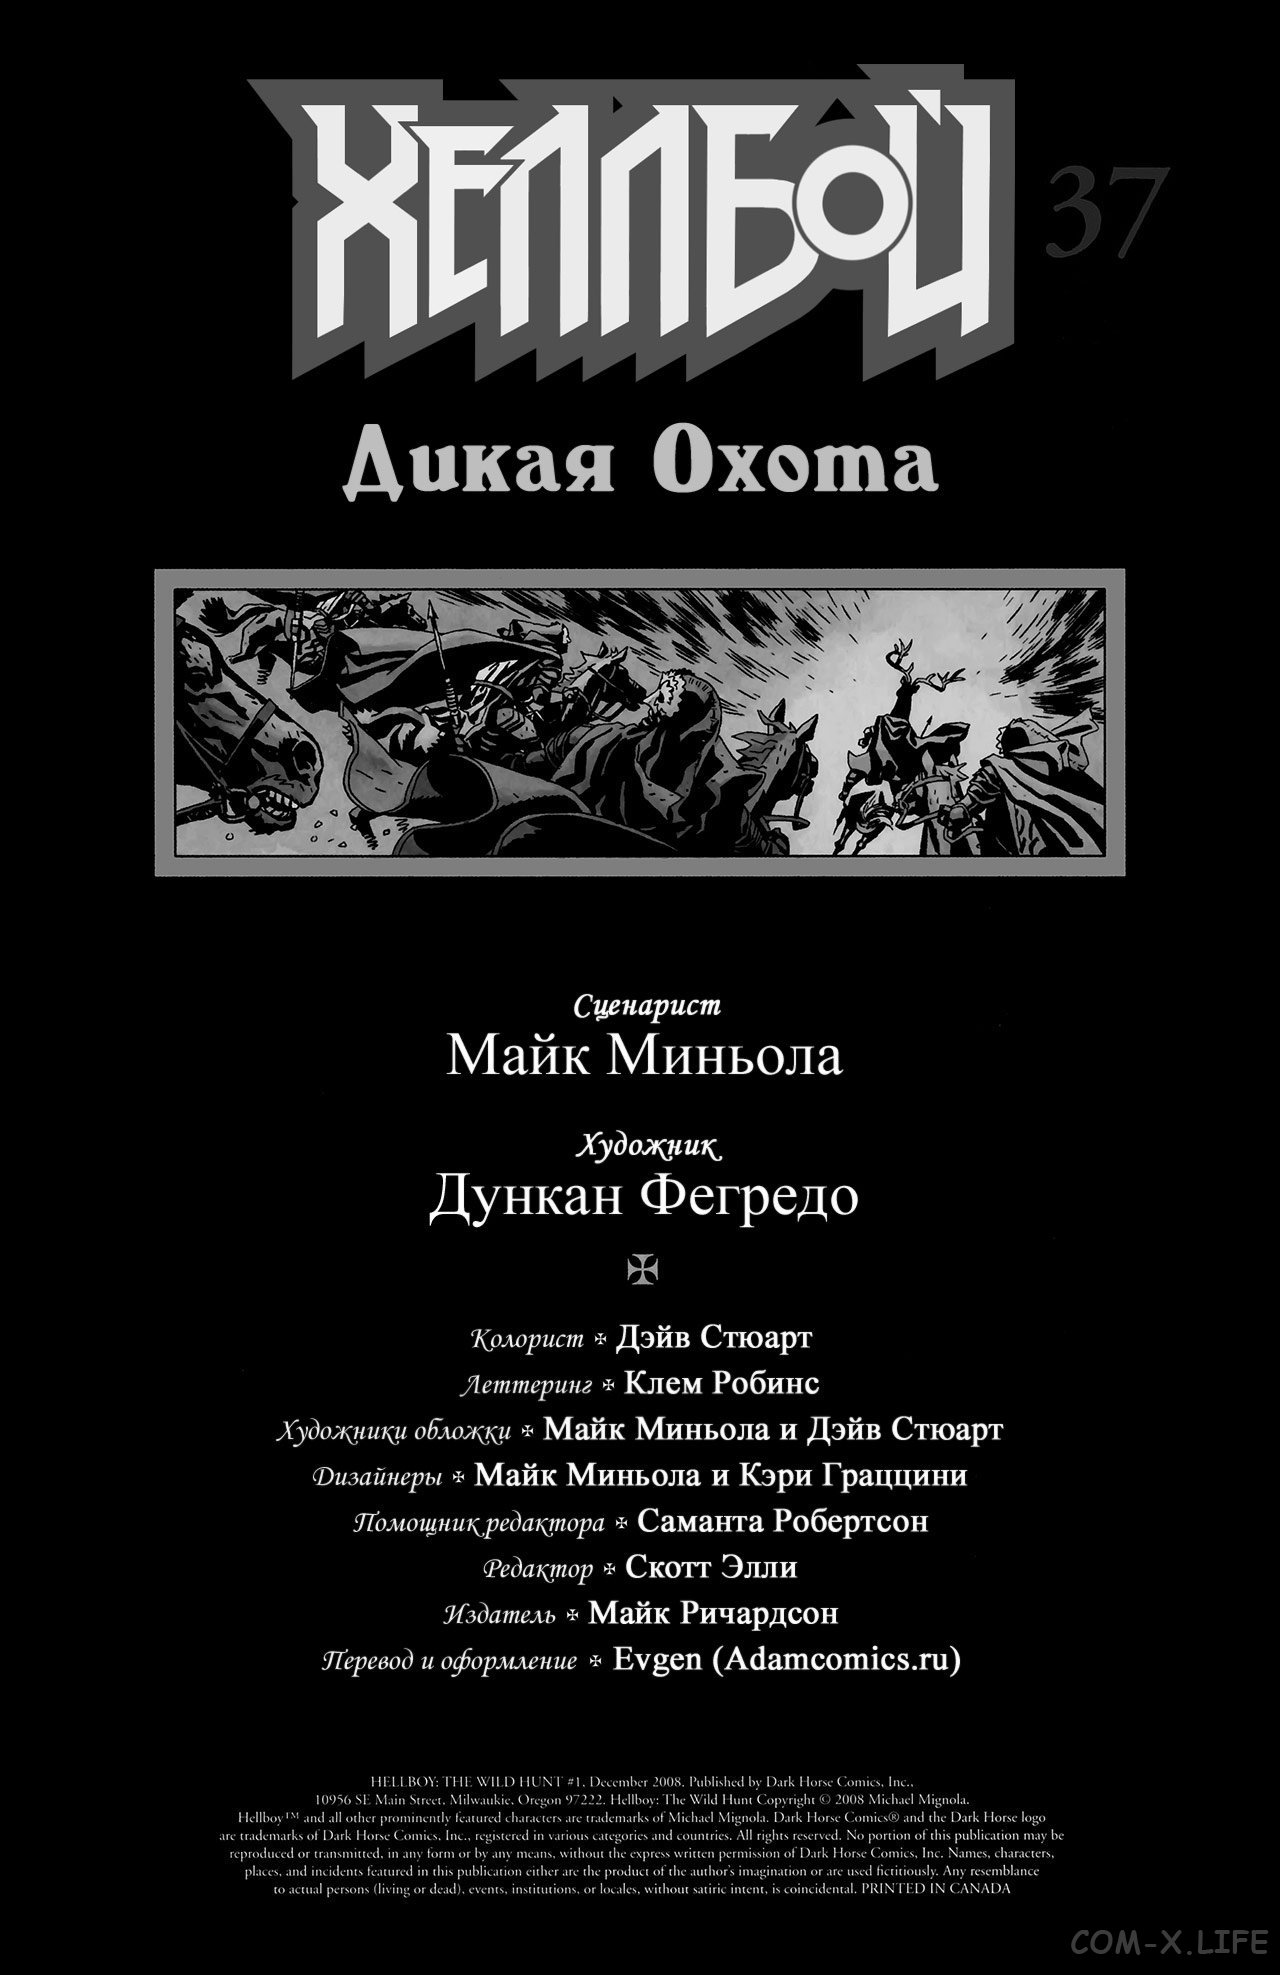 ХЕЛЛБОЙ
37
Дикая Охота
Сценарист
Майк Миньола
Художник
Дункан Фегредо
Колорист ✠ Дэйв Стюарт
Леттеринг ✠ Клем Робинс
Художники обложки ✠ Майк Миньола и Дэйв Стюарт
Дизайнеры ✠ Майк Миньола и Кэри Граццини
Помощник редактора ✠ Саманта Робертсон
Редактор ✠ Скотт Элли
Издатель ✠ Майк Ричардсон
Перевод и оформление ✠ Evgen (Adamcomics.ru)
HELLBOY: THE WILD HUNT #1, December 2008. Published by Dark Horse Comics, Inc.,
10956 SE Main Street, Milwaukie, Oregon 97222. Hellboy: The Wild Hunt Copyright © 2008 Michael Mignola.
Hellboy™ and all other prominently featured characters are trademarks of Michael Mignola. Dark Horse Comics® and the Dark Horse logo
are trademarks of Dark Horse Comics, Inc., registered in various categories and countries. All rights reserved. No portion of this publication may be
reproduced or transmitted, in any form or by any means, without the express written permission of Dark Horse Comics, Inc. Names, characters,
places, and incidents featured in this publication either are the product of the author's imagination or are used fictitiously. Any resemblance
to actual persons (living or dead), events, institutions, or locales, without satiric intent, is coincidental. PRINTED IN CANADA
COM-X.LIFE